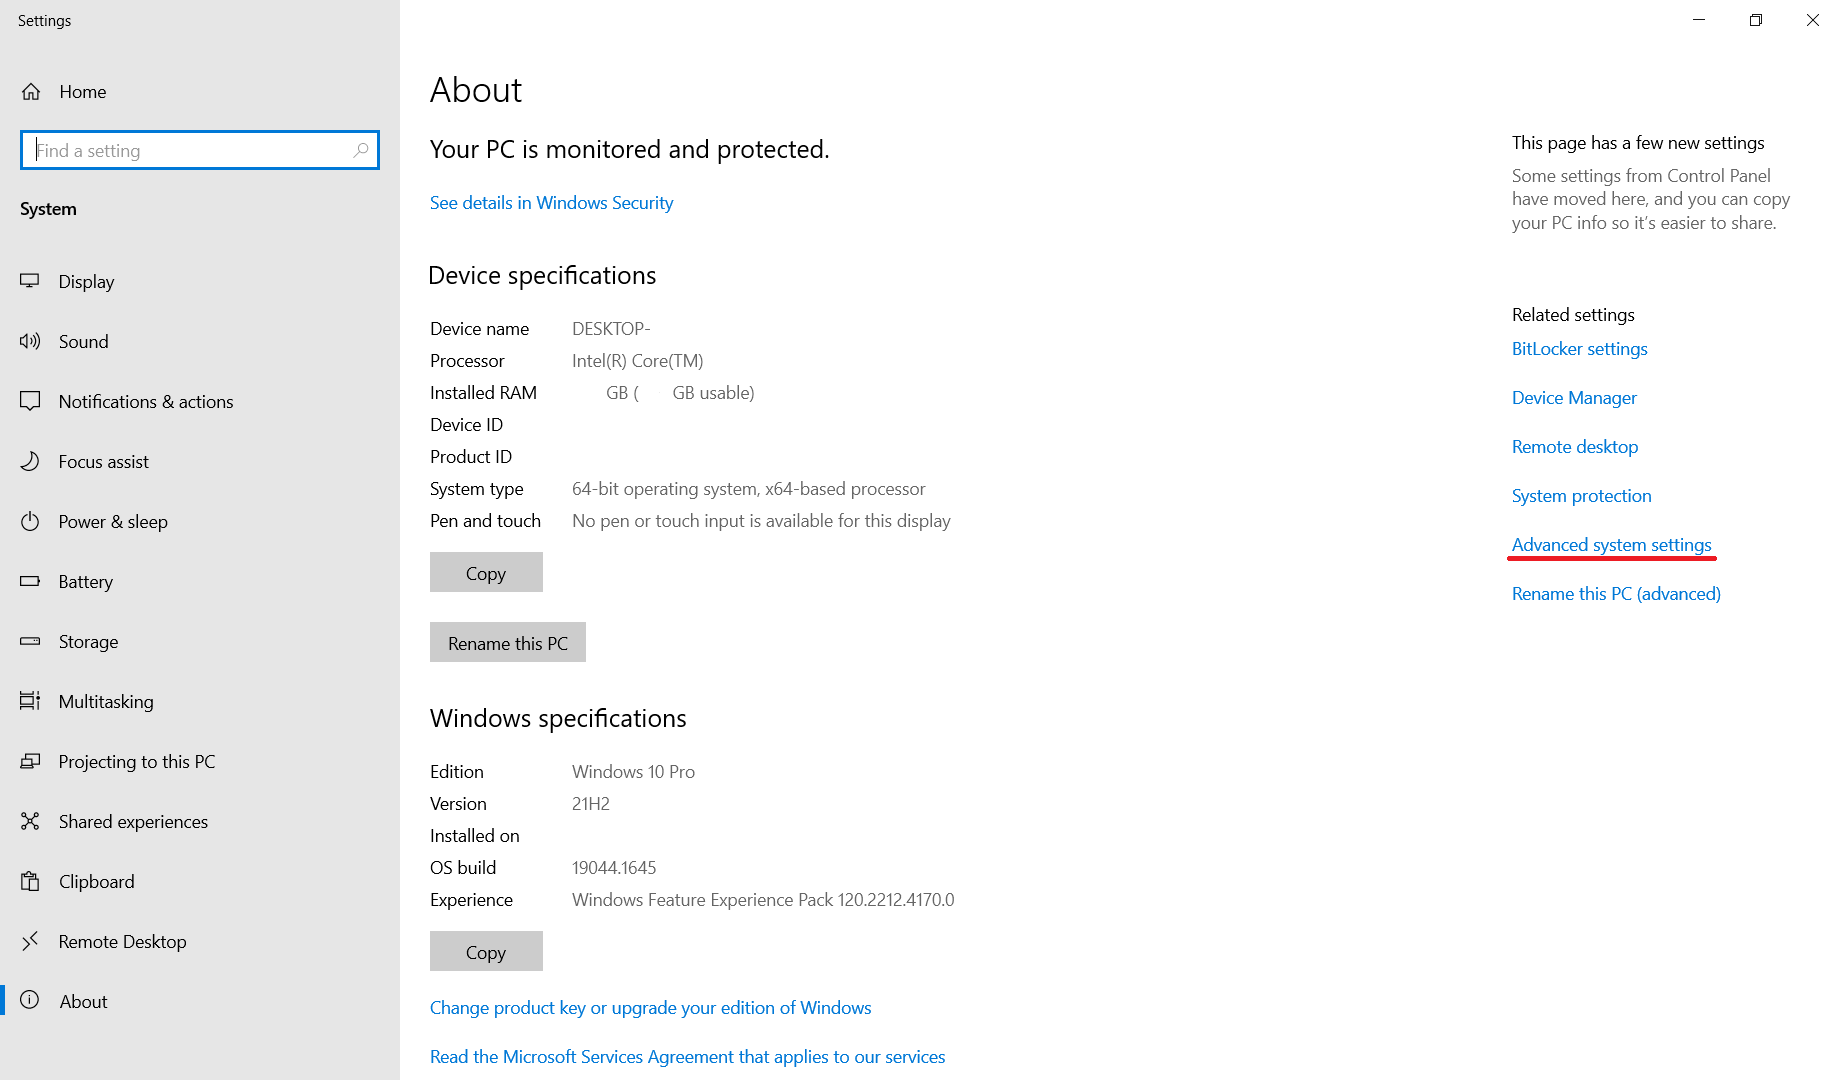 Settings
Home
Find a setting
System
Display
Sound
Notifications & actions
Focus assist
Power & sleep
Battery
Storage
Multitasking
Projecting to this PC
Shared experiences
Clipboard
Remote Desktop
About
About
Your PC is monitored and protected.
See details in Windows Security
Device specifications
Device name DESKTOP-
Processor Intel(R) Core(TM)
Installed RAM GB ( GB usable)
Device ID
Product ID
System type 64-bit operating system, x64-based processor
Pen and touch No pen or touch input is available for this display
Copy
Rename this PC
Windows specifications
Edition Windows 10 Pro
Version 21H2
Installed on
OS build 19044.1645
Experience Windows Feature Experience Pack 120.2212.4170.0
Copy
Change product key or upgrade your edition of Windows
Read the Microsoft Services Agreement that applies to our services
This page has a few new settings
Some settings from Control Panel
have moved here, and you can copy
your PC info so it’s easier to share.
Related settings
BitLocker settings
Device Manager
Remote desktop
System protection
Advanced system settings
Rename this PC (advanced)